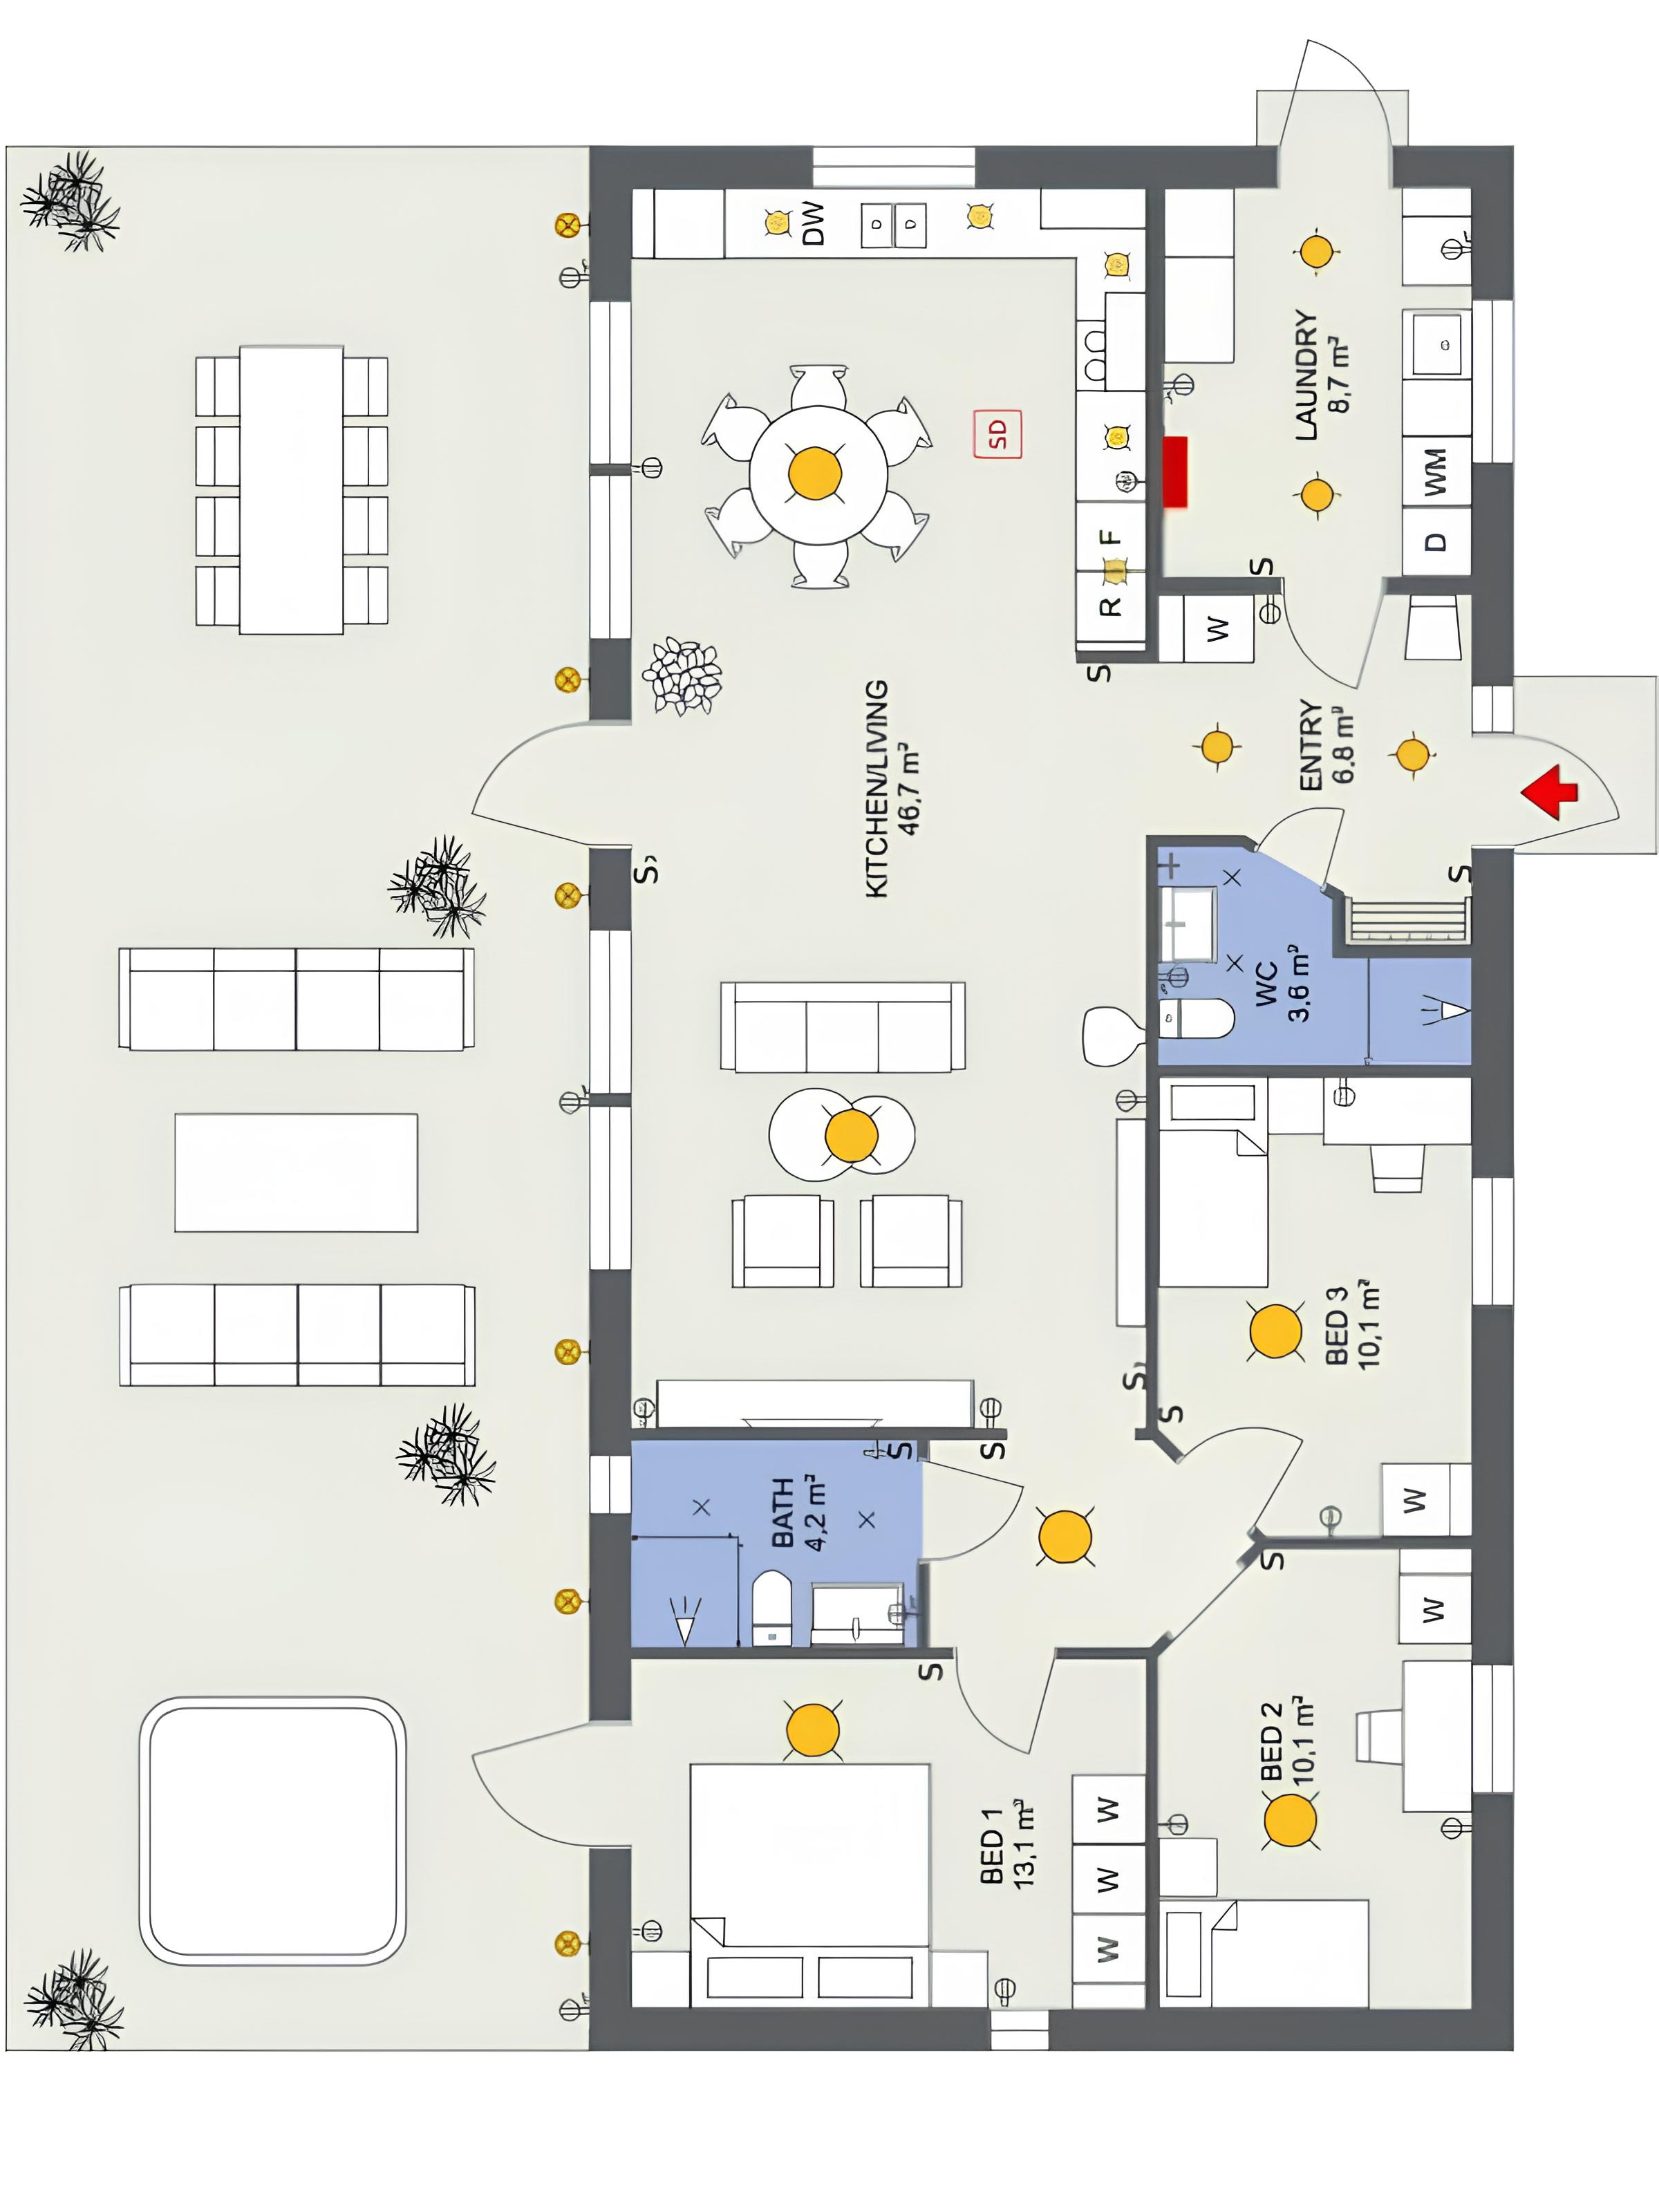 DW
SD
F
R
S
S
W
D
WM
LAUNDRY
8,7 m²
ENTRY
6,8 m²
KITCHEN/LIVING
46,7 m²
S
S
WC
3,6 m²
S
S
S
S
BED 3
10,1 m²
W
BATH
4,2 m²
S
W
S
BED 1
13,1 m²
W
W
W
BED 2
10,1 m²